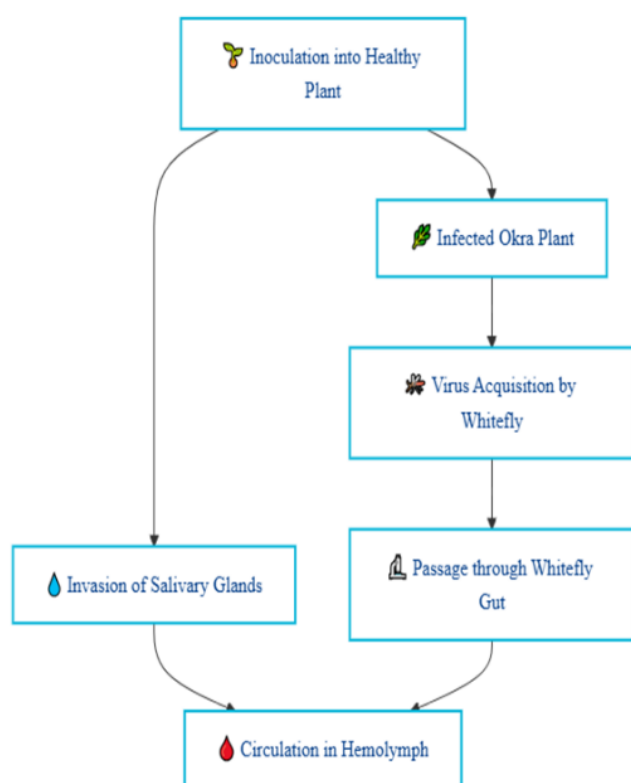 Inoculation into Healthy
Plant
Infected Okra Plant
Virus Acquisition by
Whitefly
Passage through Whitefly
Gut
Invasion of Salivary Glands
Circulation in Hemolymph